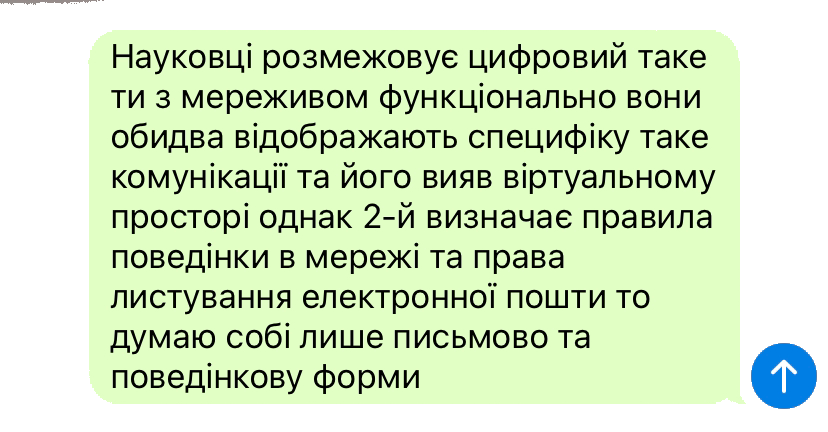 Науковці розмежовує цифровий таке
ти з мереживом функціонально вони
обидва відображають специфіку таке
комунікації та його вияв віртуальному
просторі однак 2-й визначає правила
поведінки в мережі та права
листування електронної пошти то
думаю собі лише письмово та
поведінкову форми